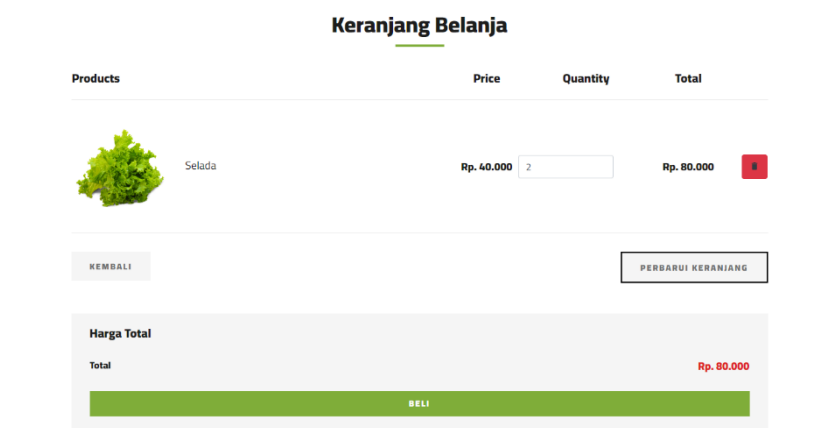 Keranjang Belanja
Products Price Quantity Total
Selada Rp. 40.000 2 Rp. 80.000
KEMBALI PERBARUI KERANJANG
Harga Total
Total Rp. 80.000
BELI